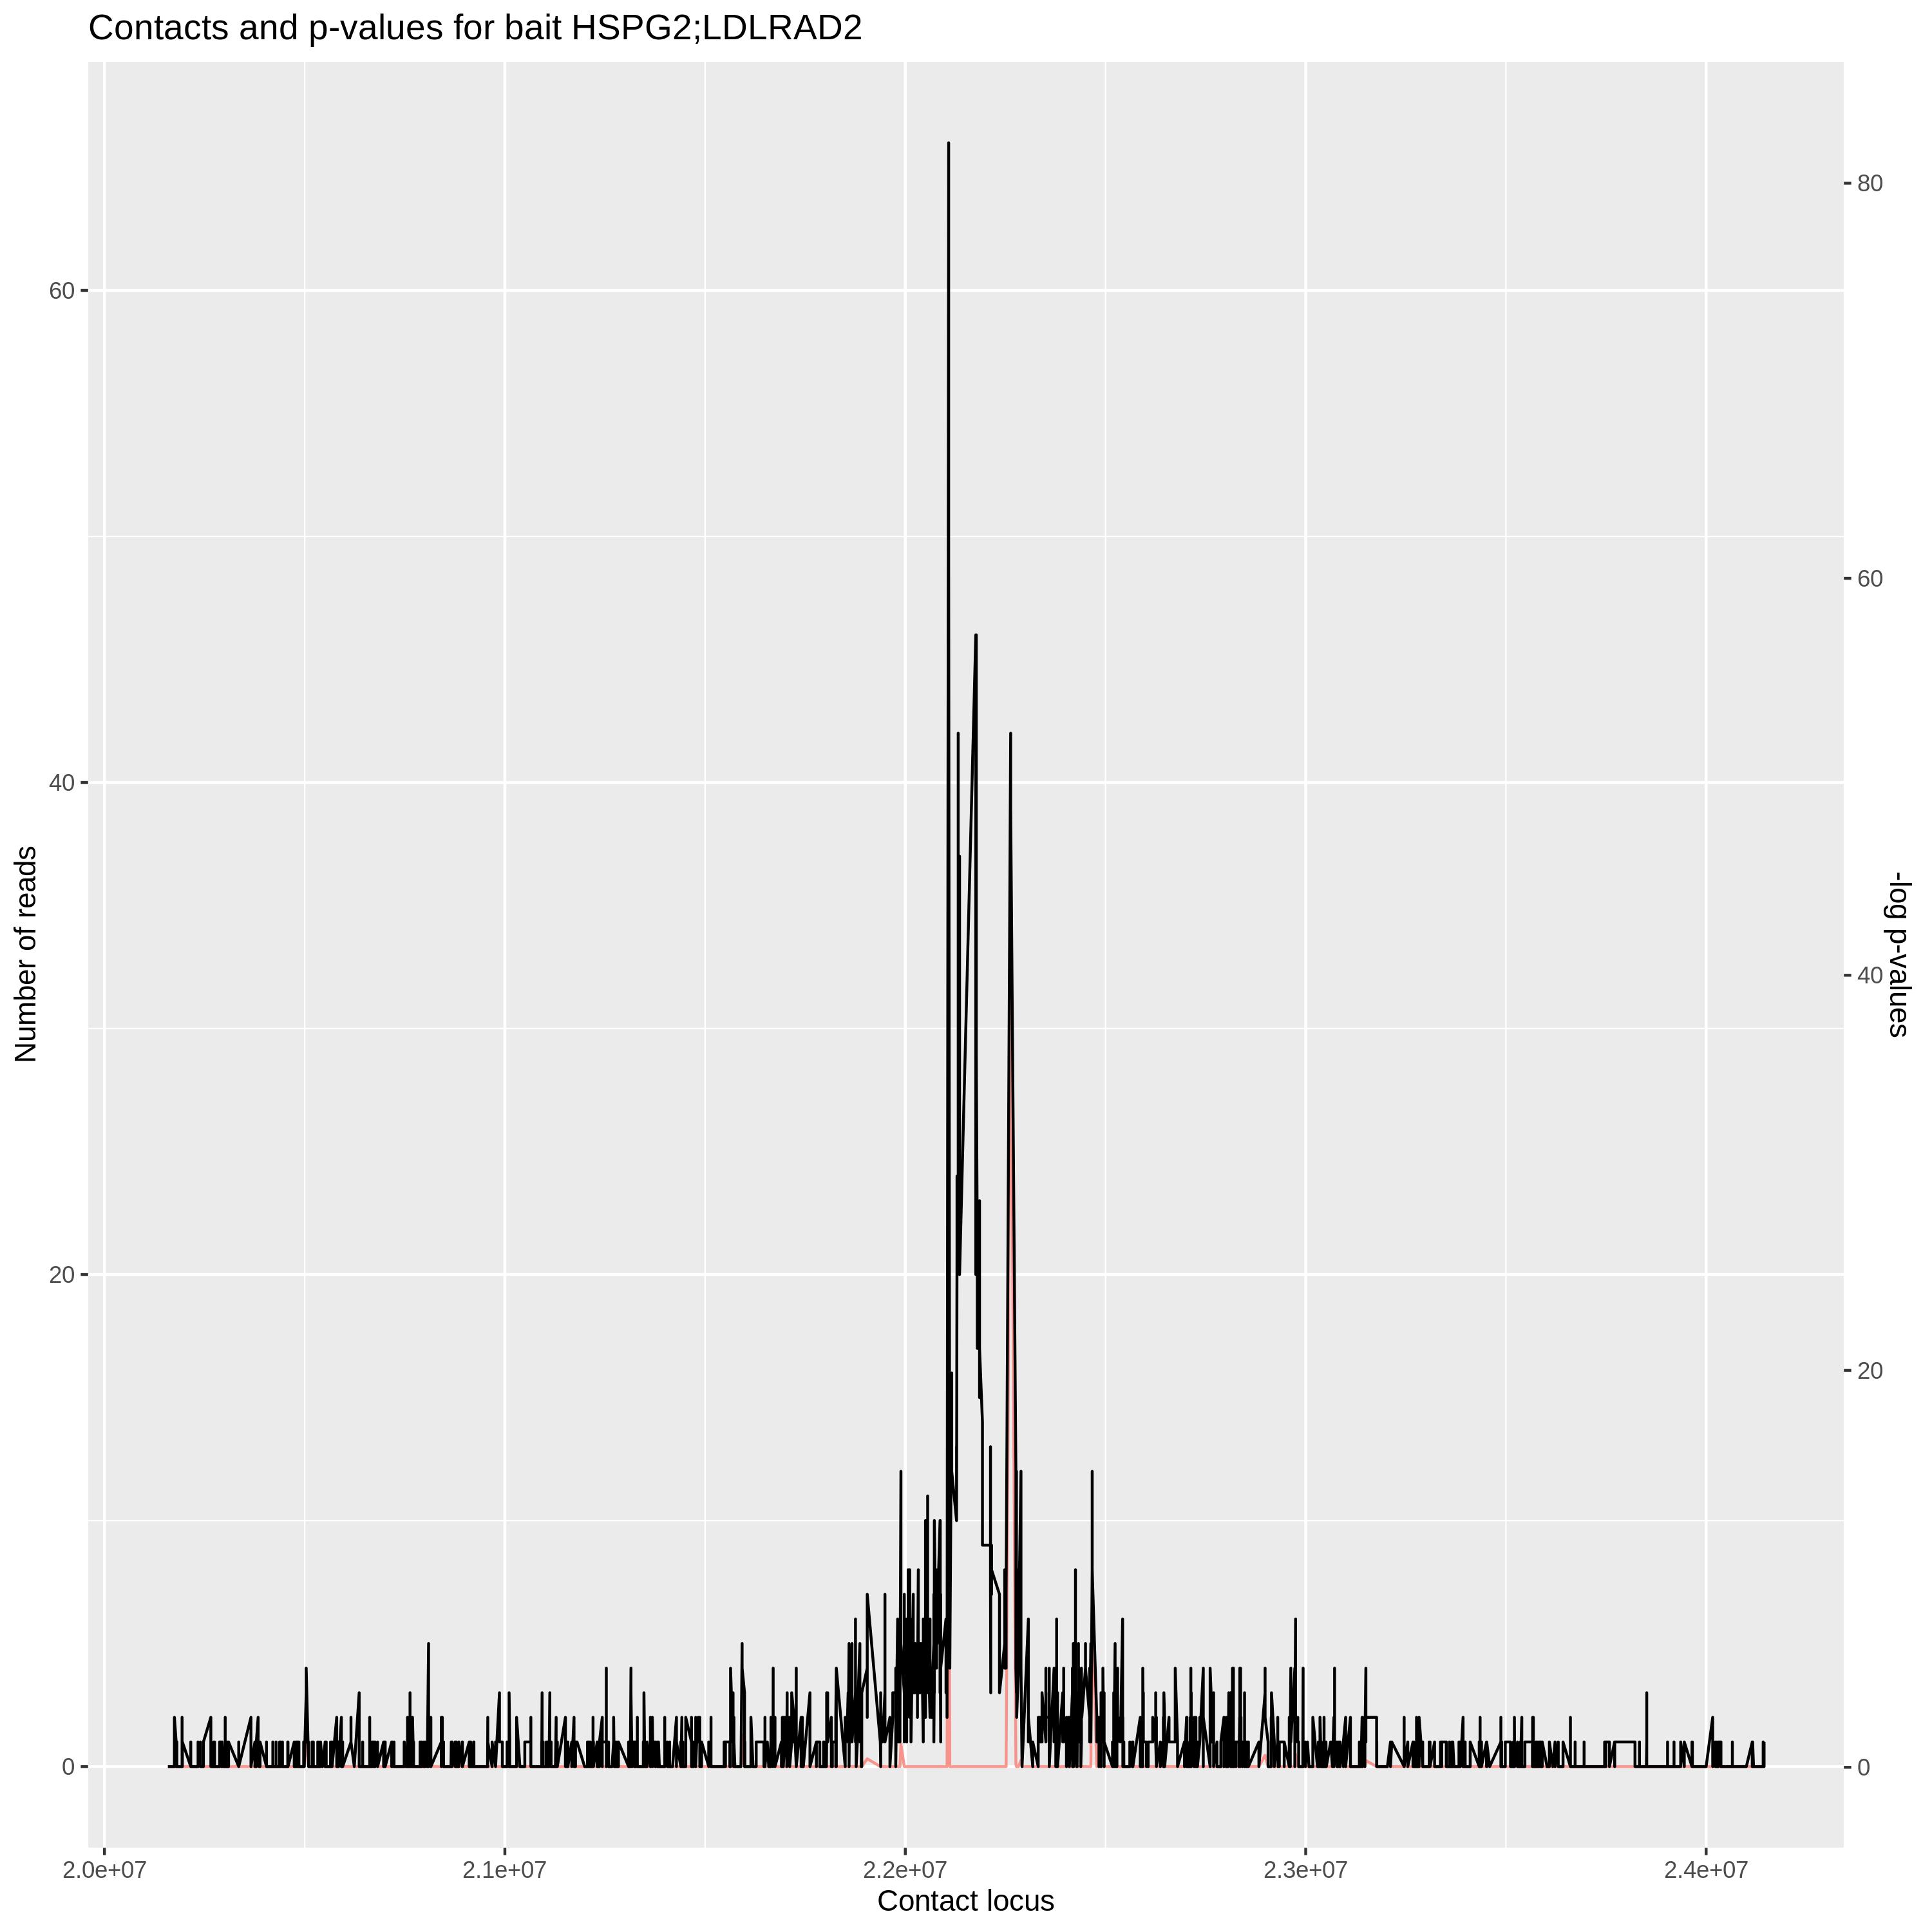 Contacts and p-values for bait HSPG2;LDLRAD2
80
60
60
40
40
20
20
0
0
Number of reads
-log p-values
2.0e+07
2.1e+07
2.2e+07
2.3e+07
2.4e+07
Contact locus